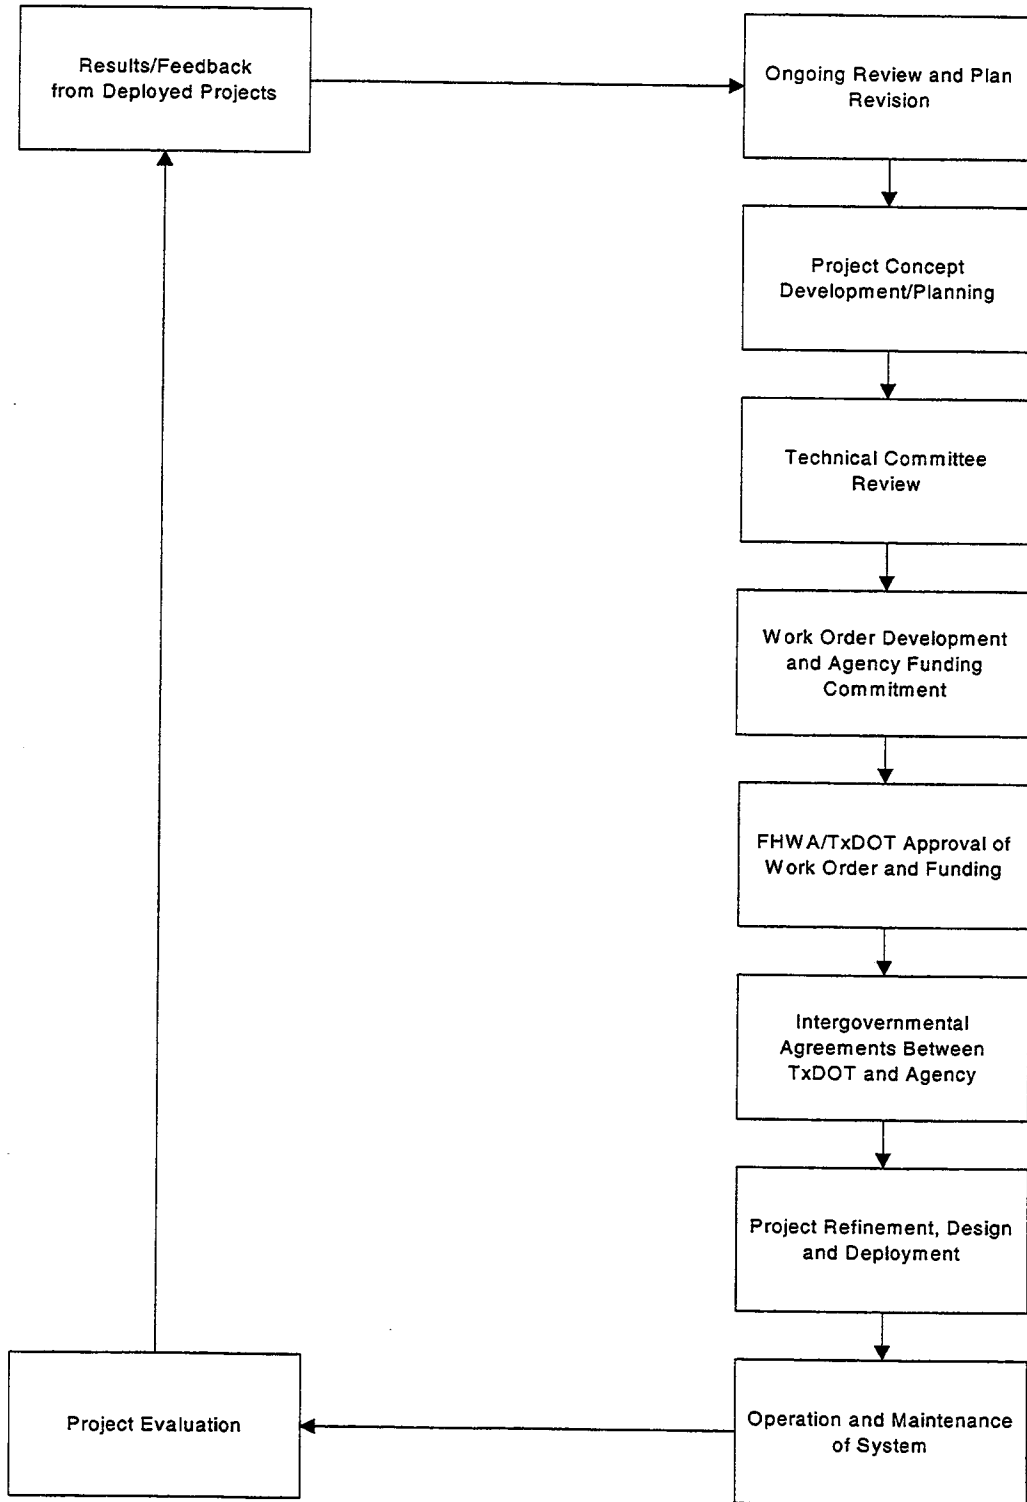 Results/Feedback
from Deployed Projects
Ongoing Review and Plan
Revision
Project Concept
Development/Planning
Technical Committee
Review
Work Order Development
and Agency Funding
Commitment
FHWA/TxDOT Approval of
Work Order and Funding
Intergovernmental
Agreements Between
TxDOT and Agency
Project Refinement, Design
and Deployment
Operation and Maintenance
of System
Project Evaluation